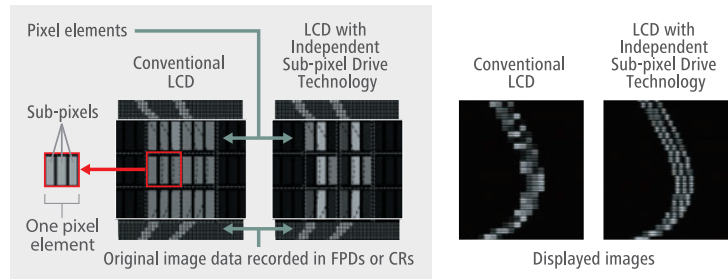 Pixel elements
Conventional
LCD
LCD with
Independent
Sub-pixel Drive
Technology
Sub-pixels
One pixel
element
Original image data recorded in FPDs or CRs
Conventional
LCD
LCD with
Independent
Sub-pixel Drive
Technology
Displayed images